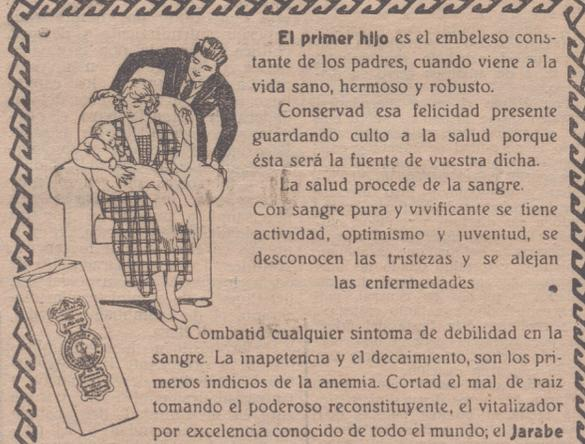 El primer hijo es el embeleso cons-
tante de los padres, cuando viene a la
vida sano, hermoso y robusto.
Conservad esa felicidad presente
guardando culto a la salud porque
ésta será la fuente de vuestra dicha.
La salud procede de la sangre.
Con sangre pura y vivificante se tiene
actividad, optimismo y juventud, se
desconocen las tristezas y se alejan
las enfermedades
Combatid cualquier sintoma de debilidad en la
sangre. La inapetencia y el decaimiento, son los pri-
meros indicios de la anemia. Cortad el mal de raiz
tomando el poderoso reconstituyente, el vitalizador
por excelencia conocido de todo el mundo; el Jarabe